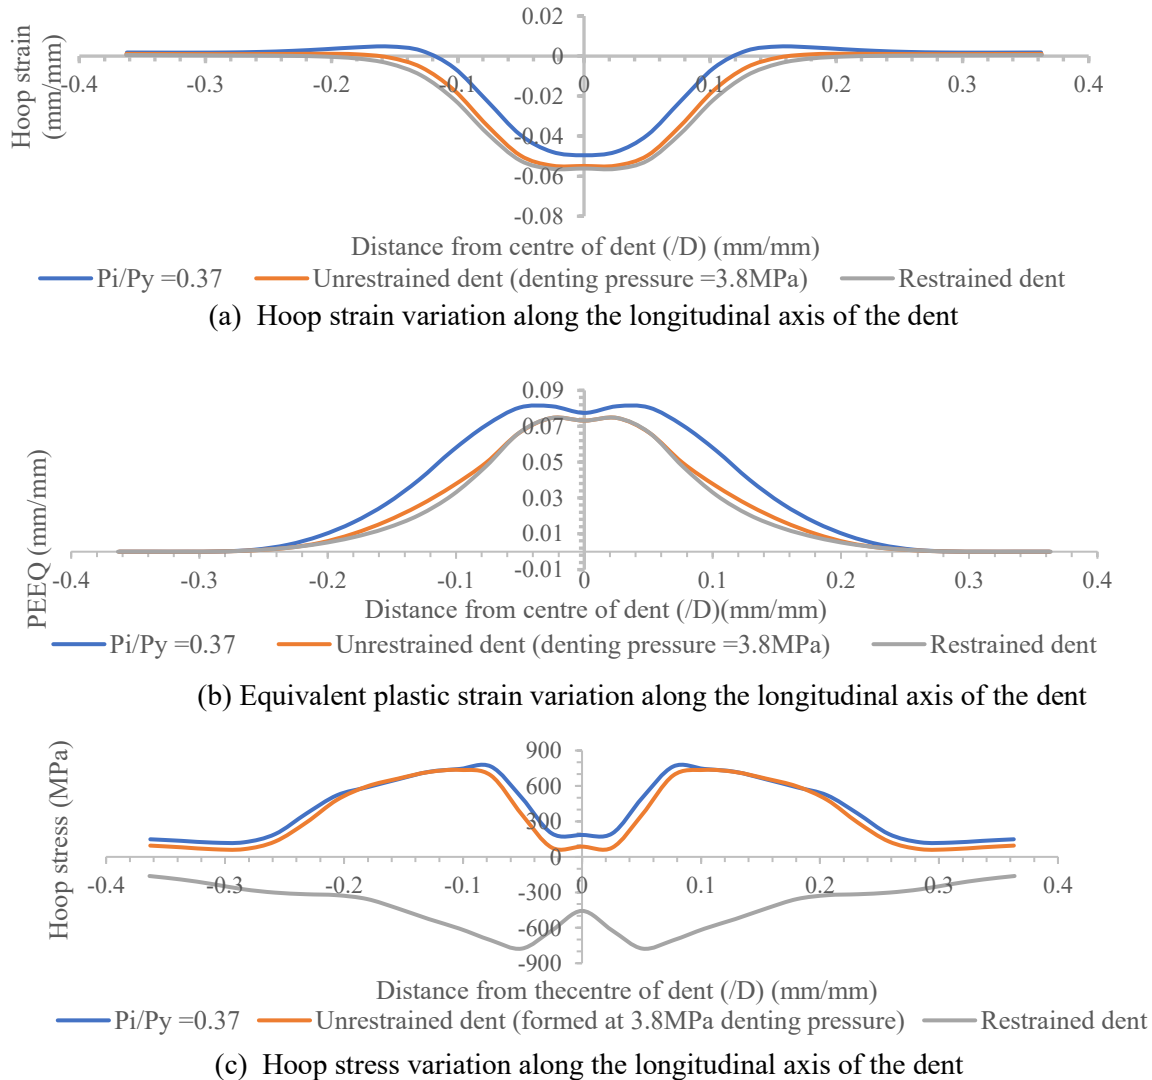 0.02
0
-0.4 -0.3 -0.2 -0.1 0 0.1 0.2 0.3 0.4
-0.02
-0.04
-0.06
-0.08
Hoop strain
(mm/mm)
Distance from centre of dent (/D) (mm/mm)
Pi/Py =0.37 Unrestrained dent (denting pressure =3.8MPa) Restrained dent
(a) Hoop strain variation along the longitudinal axis of the dent
0.09
0.07
0.05
0.03
0.01
-0.01
-0.4 -0.3 -0.2 -0.1 0 0.1 0.2 0.3 0.4
PEEQ (mm/mm)
Distance from centre of dent (/D)(mm/mm)
Pi/Py =0.37 Unrestrained dent (denting pressure =3.8MPa) Restrained dent
(b) Equivalent plastic strain variation along the longitudinal axis of the dent
900
600
300
0
-0.4 -0.3 -0.2 -0.1 0 0.1 0.2 0.3 0.4
-300
-600
-900
Hoop stress (MPa)
Distance from thecentre of dent (/D) (mm/mm)
Pi/Py =0.37 Unrestrained dent (formed at 3.8MPa denting pressure) Restrained dent
(c) Hoop stress variation along the longitudinal axis of the dent